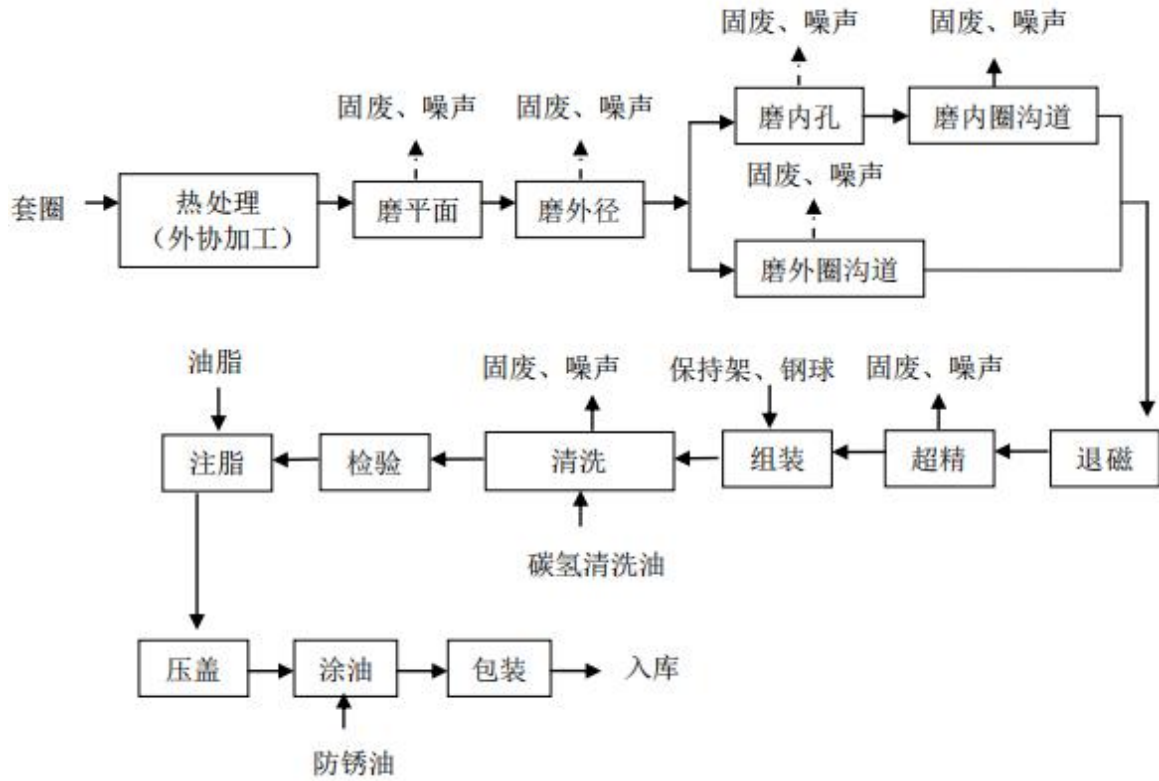 固废、噪声
固废、噪声
固废、噪声
固废、噪声
磨内孔
磨内圈沟道
固废、噪声
套圈
热处理
（外协加工）
磨平面
磨外径
磨外圈沟道
油脂
固废、噪声
保持架、钢球
固废、噪声
注脂
检验
清洗
组装
超精
退磁
碳氢清洗油
压盖
涂油
包装
入库
防锈油